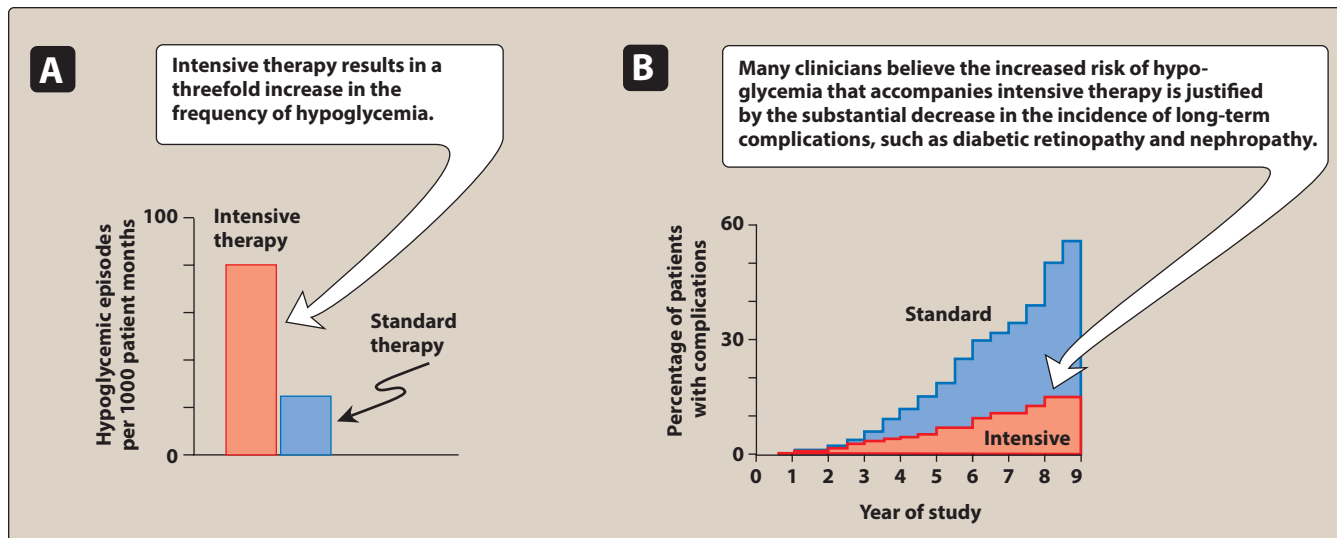 A
Intensive therapy results in a
threefold increase in the
frequency of hypoglycemia.
Hypoglycemic episodes
per 1000 patient months
100
0
Intensive
therapy
Standard
therapy
B
Many clinicians believe the increased risk of hypo-
glycemia that accompanies intensive therapy is justified
by the substantial decrease in the incidence of long-term
complications, such as diabetic retinopathy and nephropathy.
Percentage of patients
with complications
60
30
0
Standard
Intensive
0 1 2 3 4 5 6 7 8 9
Year of study